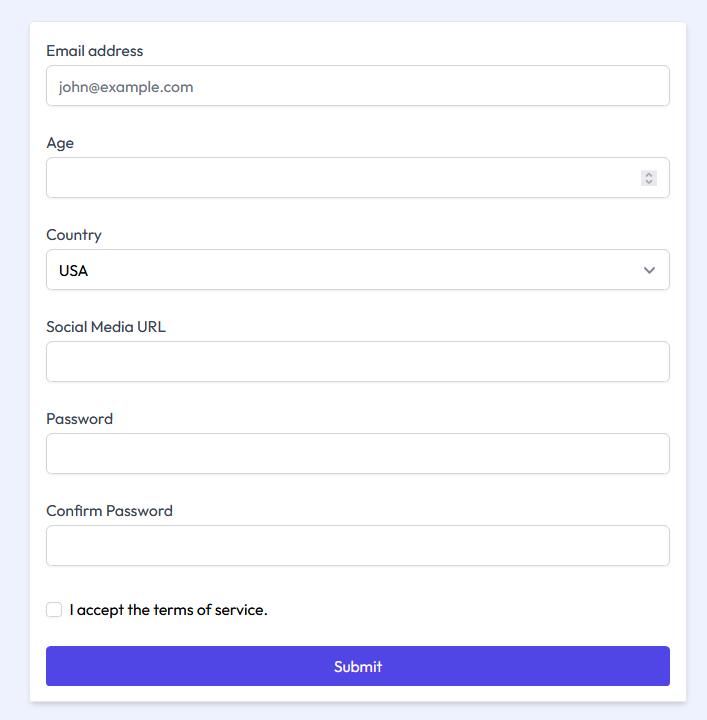 Email address
john@example.com
Age
Country
USA
Social Media URL
Password
Confirm Password
I accept the terms of service.
Submit